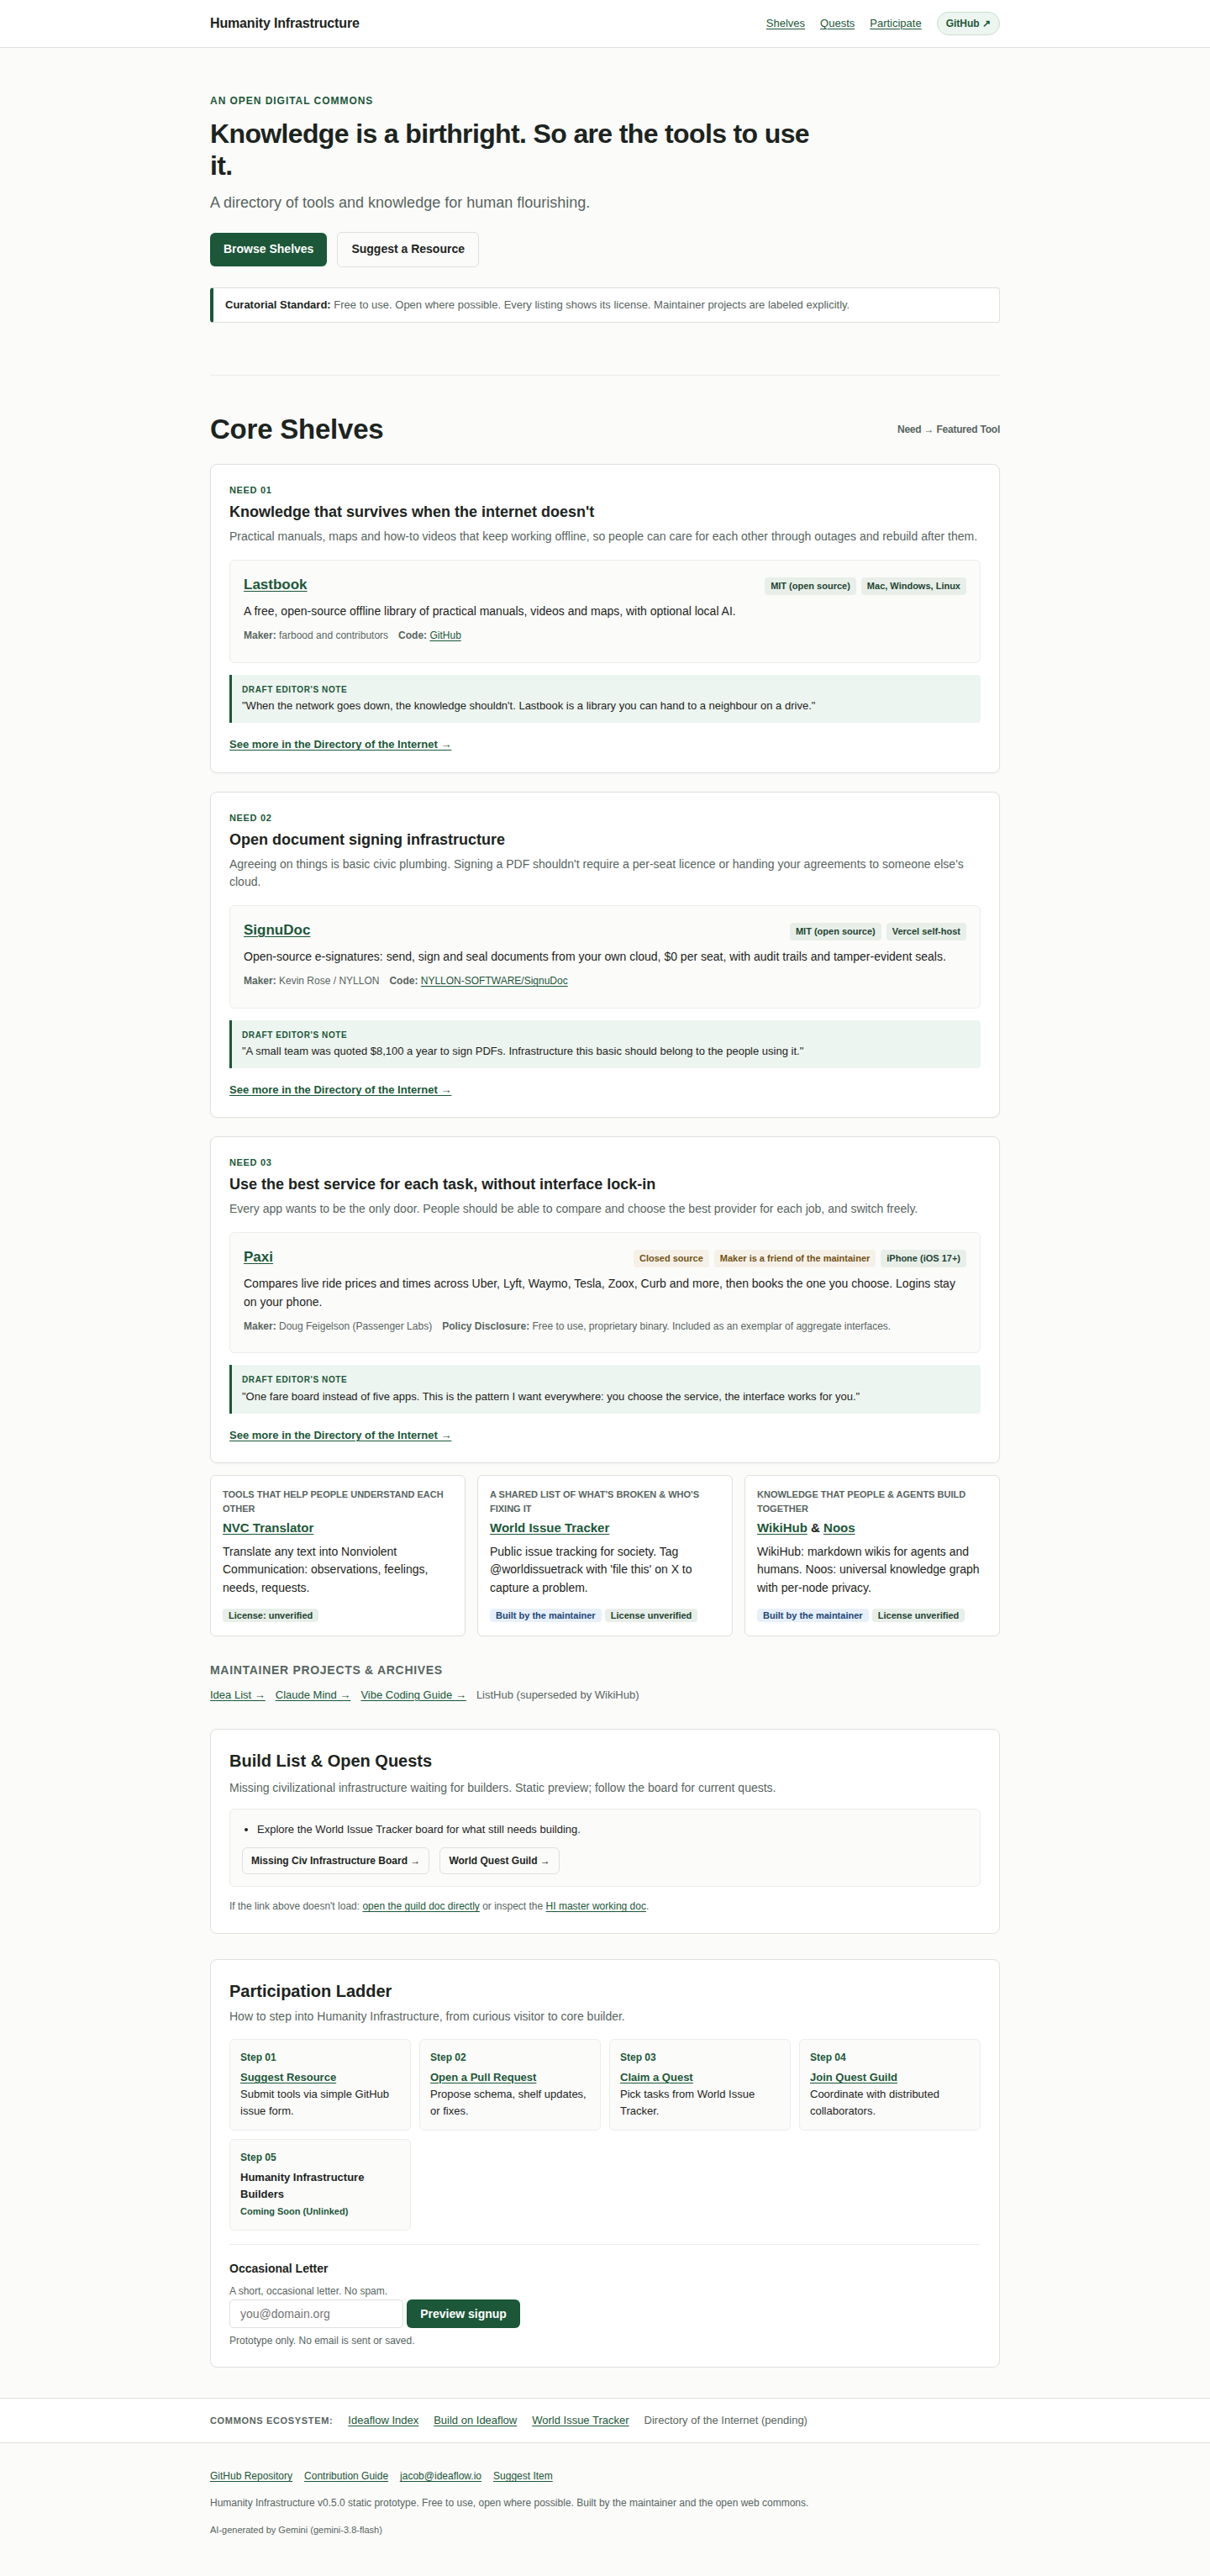 Humanity Infrastructure
Shelves Quests Participate GitHub ↗
AN OPEN DIGITAL COMMONS
Knowledge is a birthright. So are the tools to use
it.
A directory of tools and knowledge for human flourishing.
Browse Shelves Suggest a Resource
Curatorial Standard: Free to use. Open where possible. Every listing shows its license. Maintainer projects are labeled explicitly.
Core Shelves
Need → Featured Tool
NEED 01
Knowledge that survives when the internet doesn't
Practical manuals, maps and how-to videos that keep working offline, so people can care for each other through outages and rebuild after them.
Lastbook
MIT (open source) Mac, Windows, Linux
A free, open-source offline library of practical manuals, videos and maps, with optional local AI.
Maker: farbood and contributors Code: GitHub
DRAFT EDITOR'S NOTE
"When the network goes down, the knowledge shouldn't. Lastbook is a library you can hand to a neighbour on a drive."
See more in the Directory of the Internet →
NEED 02
Open document signing infrastructure
Agreeing on things is basic civic plumbing. Signing a PDF shouldn't require a per-seat licence or handing your agreements to someone else's
cloud.
SignuDoc
MIT (open source) Vercel self-host
Open-source e-signatures: send, sign and seal documents from your own cloud, $0 per seat, with audit trails and tamper-evident seals.
Maker: Kevin Rose / NYLLON Code: NYLLON-SOFTWARE/SignuDoc
DRAFT EDITOR'S NOTE
"A small team was quoted $8,100 a year to sign PDFs. Infrastructure this basic should belong to the people using it."
See more in the Directory of the Internet →
NEED 03
Use the best service for each task, without interface lock-in
Every app wants to be the only door. People should be able to compare and choose the best provider for each job, and switch freely.
Paxi
Closed source Maker is a friend of the maintainer iPhone (iOS 17+)
Compares live ride prices and times across Uber, Lyft, Waymo, Tesla, Zoox, Curb and more, then books the one you choose. Logins stay
on your phone.
Maker: Doug Feigelson (Passenger Labs) Policy Disclosure: Free to use, proprietary binary. Included as an exemplar of aggregate interfaces.
DRAFT EDITOR'S NOTE
"One fare board instead of five apps. This is the pattern I want everywhere: you choose the service, the interface works for you."
See more in the Directory of the Internet →
TOOLS THAT HELP PEOPLE UNDERSTAND EACH
OTHER
NVC Translator
Translate any text into Nonviolent
Communication: observations, feelings,
needs, requests.
License: unverified
A SHARED LIST OF WHAT'S BROKEN & WHO'S
FIXING IT
World Issue Tracker
Public issue tracking for society. Tag
@worldissuetrack with 'file this' on X to
capture a problem.
Built by the maintainer License unverified
KNOWLEDGE THAT PEOPLE & AGENTS BUILD
TOGETHER
WikiHub & Noos
WikiHub: markdown wikis for agents and
humans. Noos: universal knowledge graph
with per-node privacy.
Built by the maintainer License unverified
MAINTAINER PROJECTS & ARCHIVES
Idea List → Claude Mind → Vibe Coding Guide → ListHub (superseded by WikiHub)
Build List & Open Quests
Missing civilizational infrastructure waiting for builders. Static preview; follow the board for current quests.
• Explore the World Issue Tracker board for what still needs building.
Missing Civ Infrastructure Board → World Quest Guild →
If the link above doesn't load: open the guild doc directly or inspect the HI master working doc.
Participation Ladder
How to step into Humanity Infrastructure, from curious visitor to core builder.
Step 01
Suggest Resource
Submit tools via simple GitHub
issue form.
Step 02
Open a Pull Request
Propose schema, shelf updates,
or fixes.
Step 03
Claim a Quest
Pick tasks from World Issue
Tracker.
Step 04
Join Quest Guild
Coordinate with distributed
collaborators.
Step 05
Humanity Infrastructure
Builders
Coming Soon (Unlinked)
Occasional Letter
A short, occasional letter. No spam.
you@domain.org Preview signup
Prototype only. No email is sent or saved.
COMMONS ECOSYSTEM: Ideaflow Index Build on Ideaflow World Issue Tracker Directory of the Internet (pending)
GitHub Repository Contribution Guide jacob@ideaflow.io Suggest Item
Humanity Infrastructure v0.5.0 static prototype. Free to use, open where possible. Built by the maintainer and the open web commons.
AI-generated by Gemini (gemini-3.8-flash)